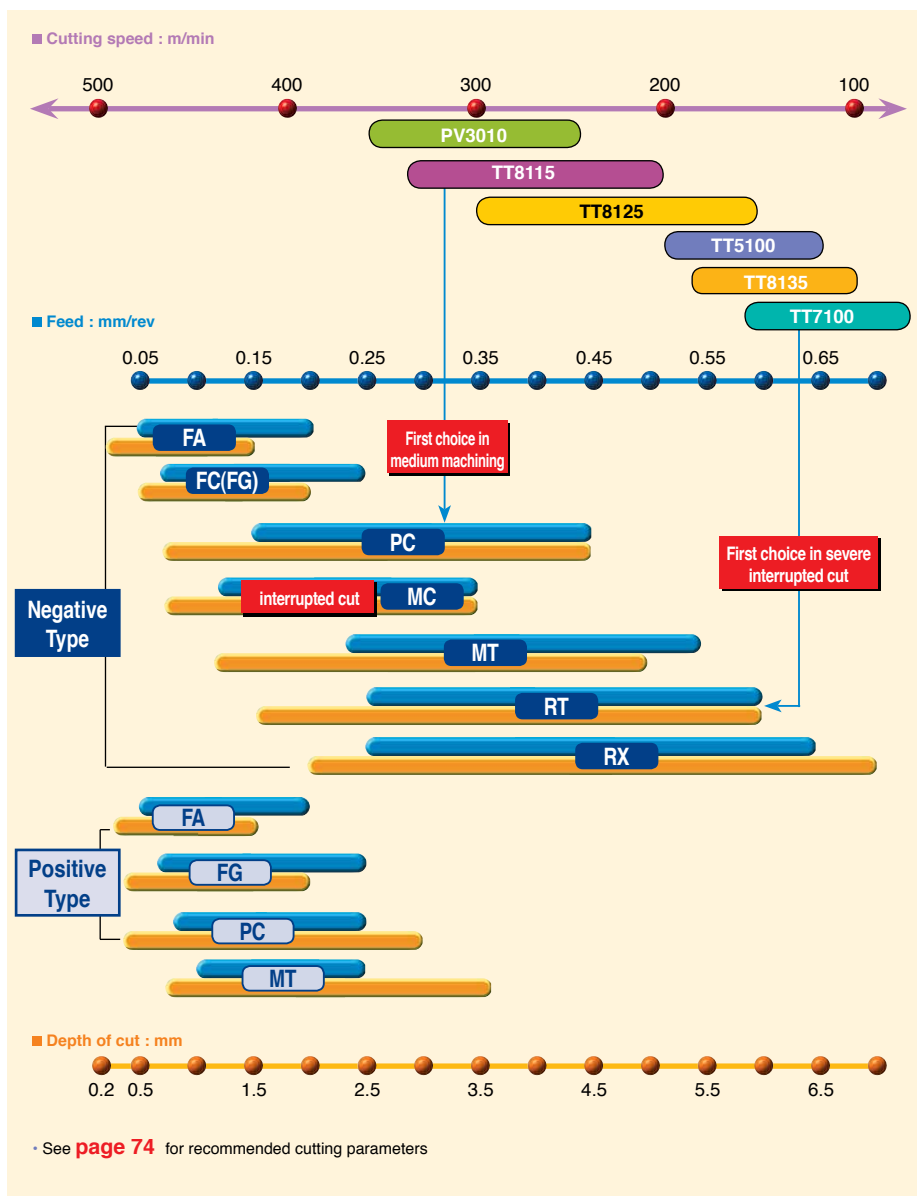 Cutting speed : m/min
500 400 300 200 100
PV3010
TT8115
TT8125
TT5100
TT8135
TT7100
Feed : mm/rev
0.05 0.15 0.25 0.35 0.45 0.55 0.65
FA
First choice in
medium machining
FC(FG)
PC
First choice in severe
interrupted cut
interrupted cut
MC
Negative
Type
MT
RT
RX
FA
Positive
Type
FG
PC
MT
Depth of cut : mm
0.2 0.5 1.5 2.5 3.5 4.5 5.5 6.5
• See page 74 for recommended cutting parameters